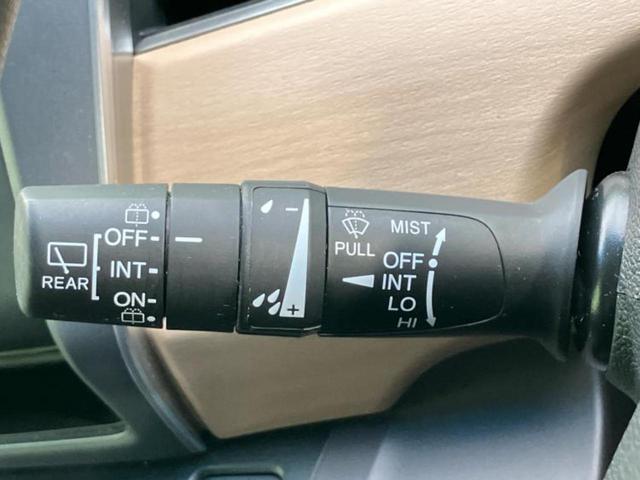 OFF
INT
ON
REAR
−
+
PULL
MIST
OFF
INT
LO
HI